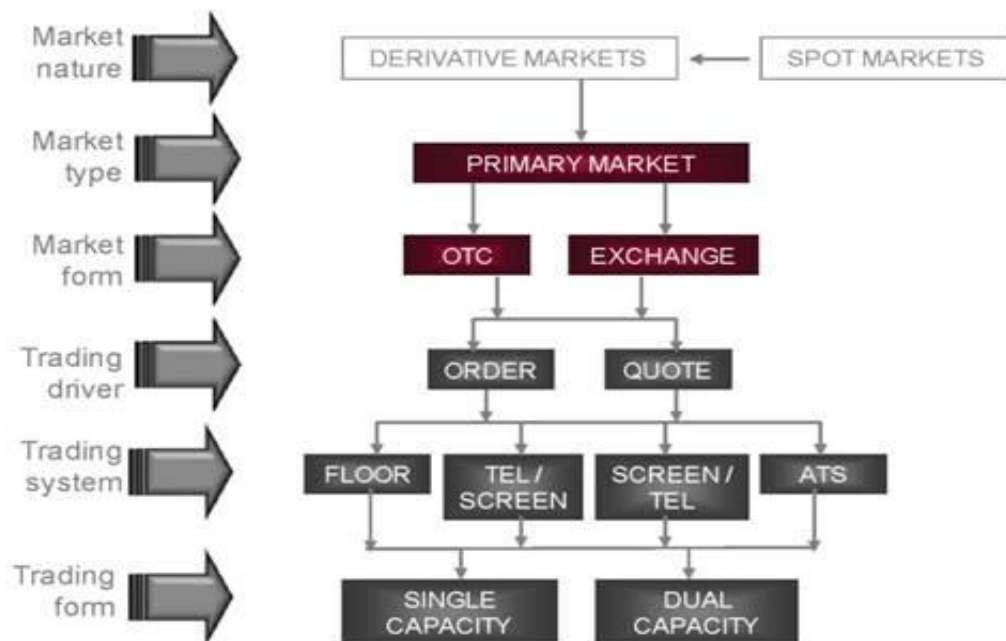 Market
nature
DERIVATIVE MARKETS
SPOT MARKETS
Market
type
PRIMARY MARKET
Market
form
OTC
EXCHANGE
Trading
driver
ORDER
QUOTE
Trading
system
FLOOR
TEL /
SCREEN
SCREEN /
TEL
ATS
Trading
form
SINGLE
CAPACITY
DUAL
CAPACITY